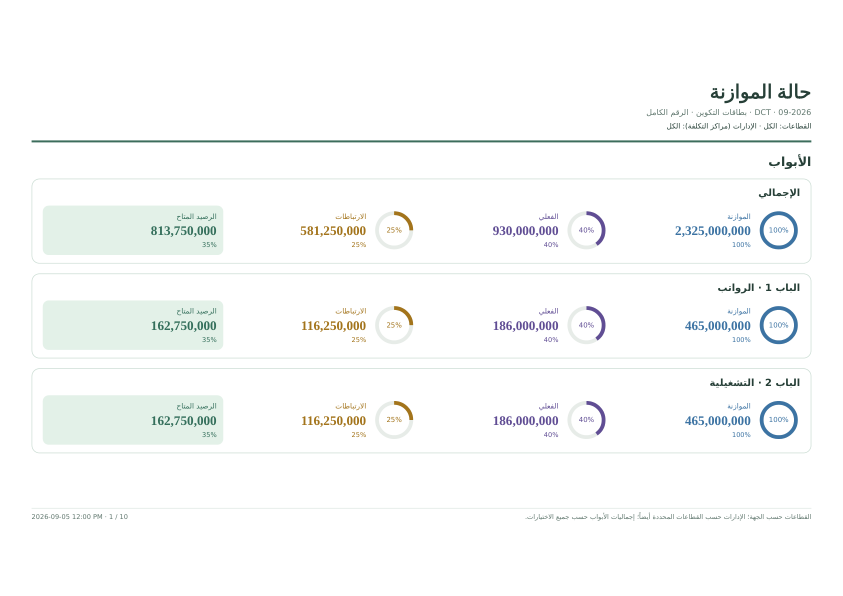 حالة الموازنة
DCT · 09-2026 · بطاقات التكوين · الرقم الكامل
القطاعات: الكل · الإدارات (مراكز التكلفة): الكل
الأبواب
الإجمالي
100% الموازنة 2,325,000,000 100%
40% الفعلي 930,000,000 40%
25% الارتباطات 581,250,000 25%
الرصيد المتاح 813,750,000 35%
الباب 1 · الرواتب
100% الموازنة 465,000,000 100%
40% الفعلي 186,000,000 40%
25% الارتباطات 116,250,000 25%
الرصيد المتاح 162,750,000 35%
الباب 2 · التشغيلية
100% الموازنة 465,000,000 100%
40% الفعلي 186,000,000 40%
25% الارتباطات 116,250,000 25%
الرصيد المتاح 162,750,000 35%
القطاعات حسب الجهة؛ الإدارات حسب القطاعات المحددة أيضاً؛ إجماليات الأبواب حسب جميع الاختيارات.
2026-09-05 12:00 PM · 1 / 10